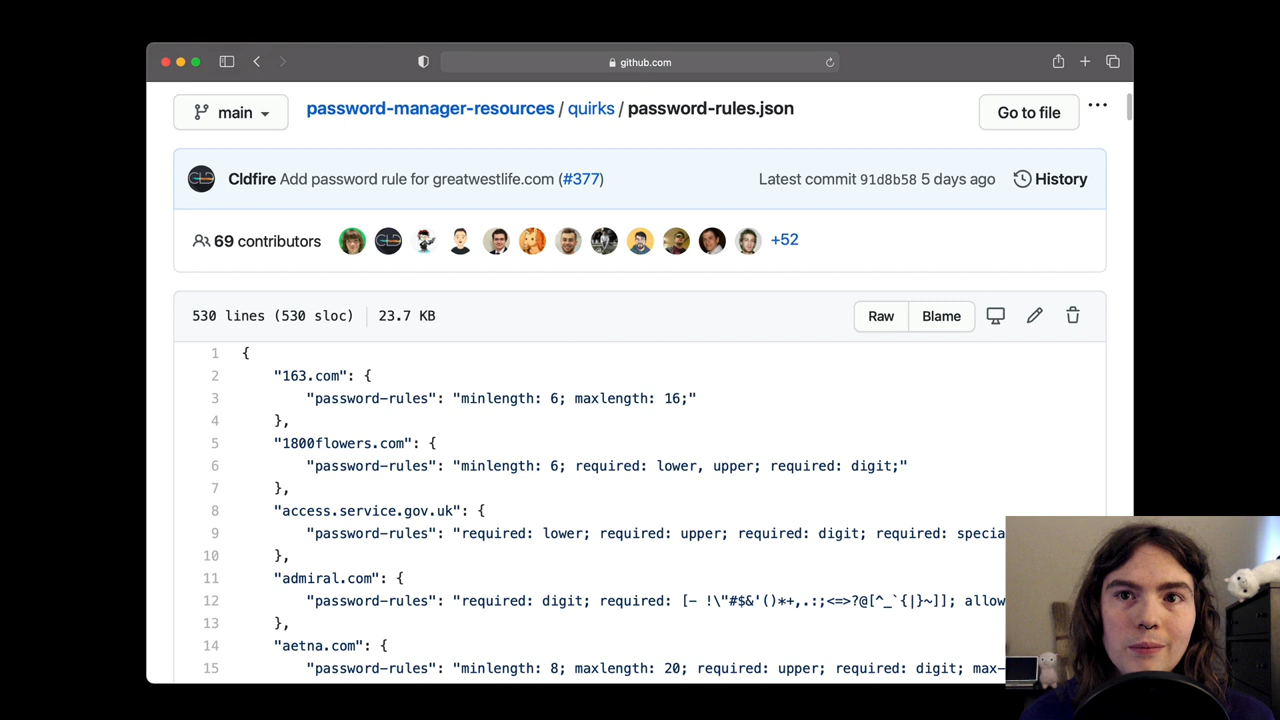 github.com
main
password-manager-resources / quirks / password-rules.json
Go to file
Cldfire Add password rule for greatwestlife.com (#377)
Latest commit 91d8b58 5 days ago
History
69 contributors
+52
530 lines (530 sloc)
23.7 KB
Raw
Blame
1 {
2 "163.com": {
3 "password-rules": "minlength: 6; maxlength: 16;"
4 },
5 "1800flowers.com": {
6 "password-rules": "minlength: 6; required: lower, upper; required: digit;"
7 },
8 "access.service.gov.uk": {
9 "password-rules": "required: lower; required: upper; required: digit; required: specia
10 },
11 "admiral.com": {
12 "password-rules": "required: digit; required: [- !\"#$&'()*+,.:;<=>?@[^_`{|}~]]; allow
13 },
14 "aetna.com": {
15 "password-rules": "minlength: 8; maxlength: 20; required: upper; required: digit; max-